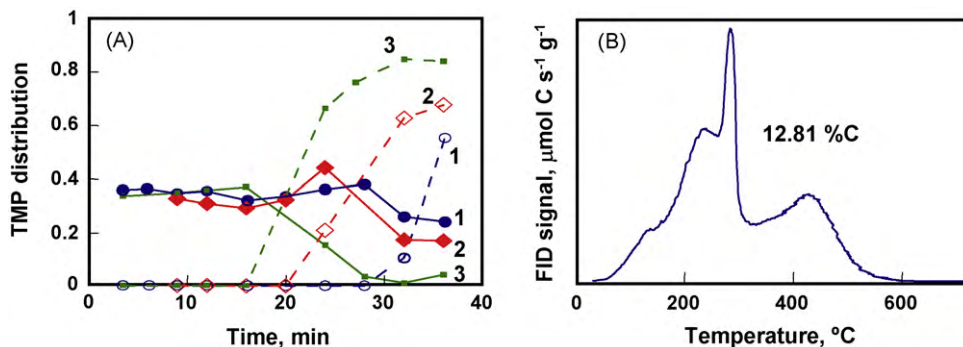 (A)
TMP distribution
1
0.8
0.6
0.4
0.2
0
3
2
1
1
2
3
0 10 20 30 40
Time, min
(B)
FID signal, µmol C s⁻¹ g⁻¹
12.81 %C
0 200 400 600
Temperature, ºC